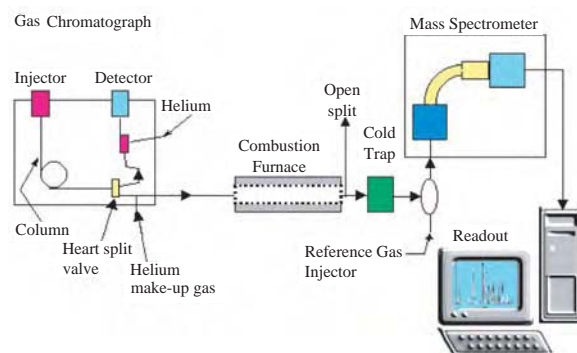 Gas Chromatograph
Mass Spectrometer
Injector
Detector
Helium
Open
split
Cold
Trap
Combustion
Furnace
Column
Heart split
valve
Helium
make-up gas
Reference Gas
Injector
Readout